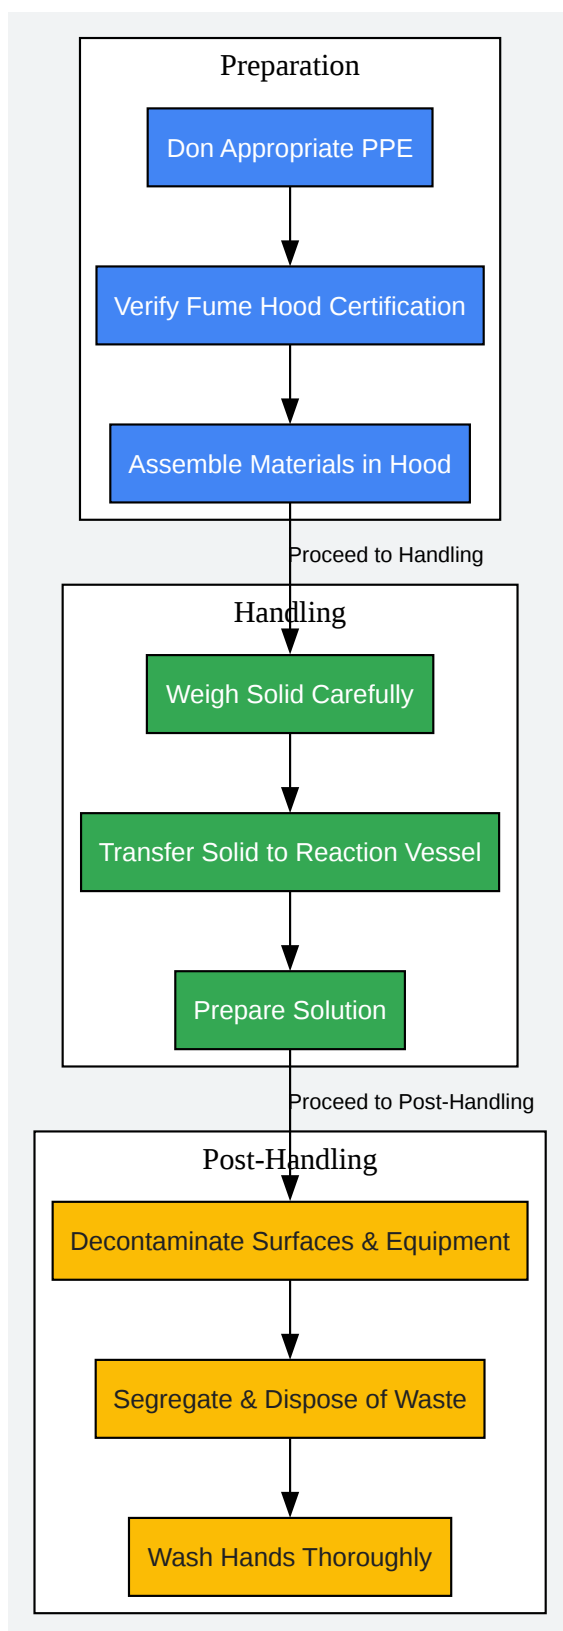 Preparation
Don Appropriate PPE
Verify Fume Hood Certification
Assemble Materials in Hood
Proceed to Handling
Handling
Weigh Solid Carefully
Transfer Solid to Reaction Vessel
Prepare Solution
Proceed to Post-Handling
Post-Handling
Decontaminate Surfaces & Equipment
Segregate & Dispose of Waste
Wash Hands Thoroughly